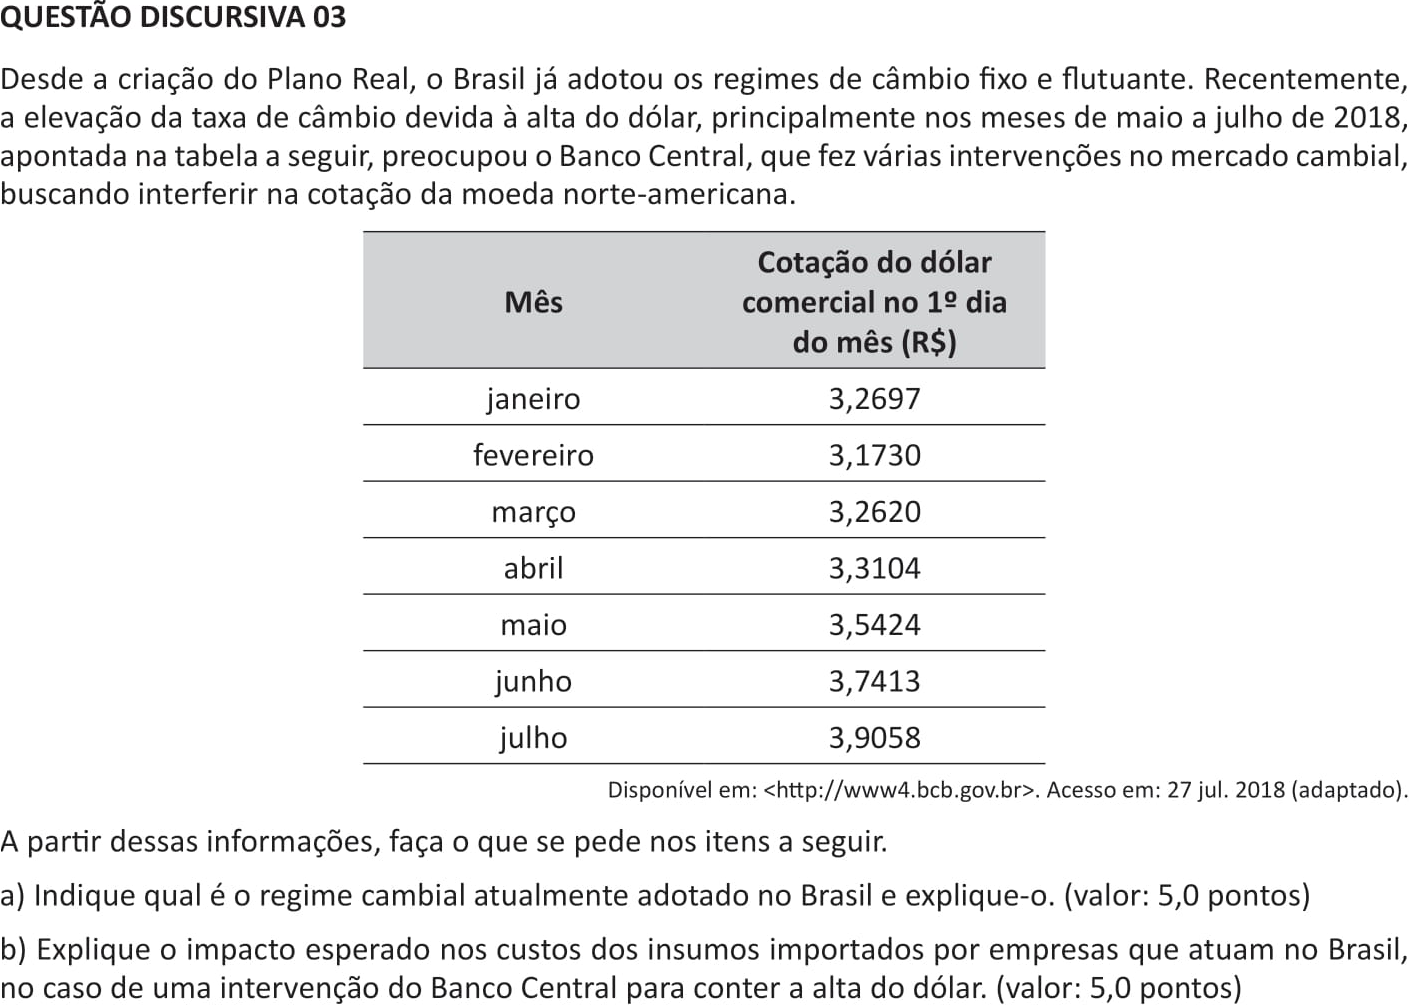 QUESTÃO DISCURSIVA 03
Desde a criação do Plano Real, o Brasil já adotou os regimes de câmbio fixo e flutuante. Recentemente,
a elevação da taxa de câmbio devida à alta do dólar, principalmente nos meses de maio a julho de 2018,
apontada na tabela a seguir, preocupou o Banco Central, que fez várias intervenções no mercado cambial,
buscando interferir na cotação da moeda norte-americana.
Mês
Cotação do dólar
comercial no 1º dia
do mês (R$)
janeiro 3,2697
fevereiro 3,1730
março 3,2620
abril 3,3104
maio 3,5424
junho 3,7413
julho 3,9058
Disponível em: <http://www4.bcb.gov.br>. Acesso em: 27 jul. 2018 (adaptado).
A partir dessas informações, faça o que se pede nos itens a seguir.
a) Indique qual é o regime cambial atualmente adotado no Brasil e explique-o. (valor: 5,0 pontos)
b) Explique o impacto esperado nos custos dos insumos importados por empresas que atuam no Brasil,
no caso de uma intervenção do Banco Central para conter a alta do dólar. (valor: 5,0 pontos)